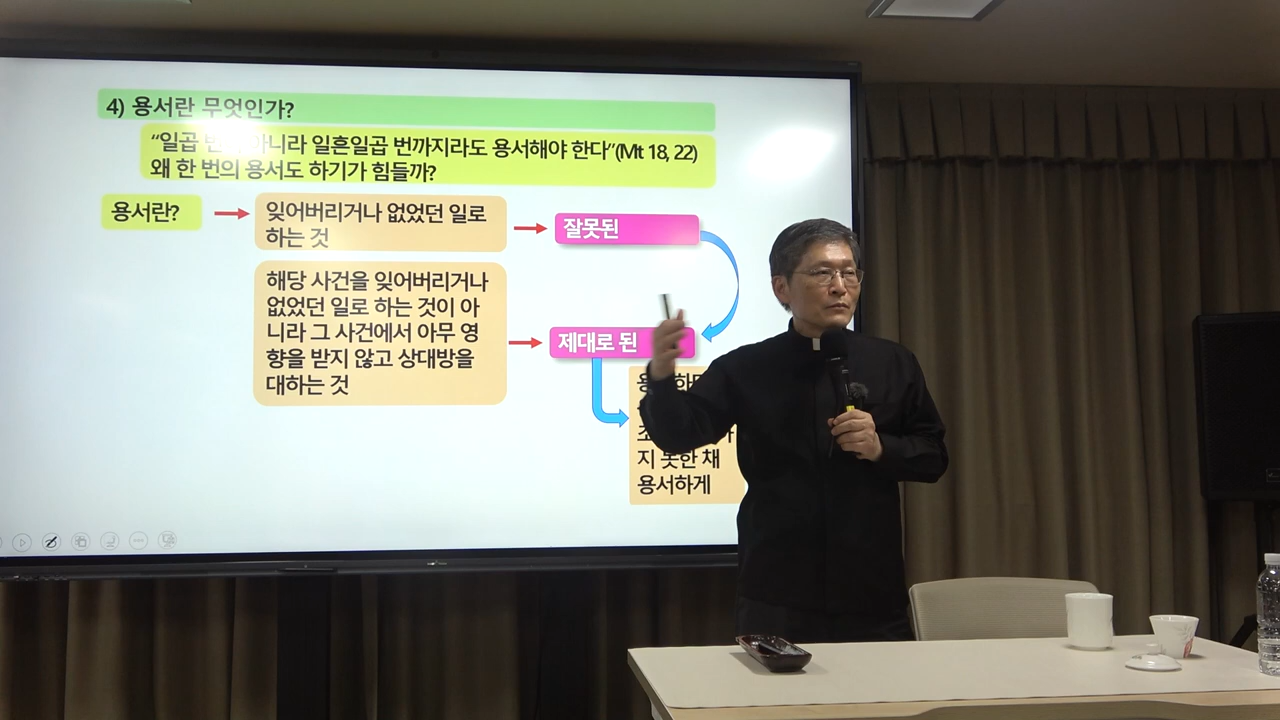 4) 용서란 무엇인가?
“일곱 아니라 일흔일곱 번까지라도 용서해야 한다”(Mt 18, 22)
왜 한 번의 용서도 하기가 힘들까?
용서란?
잊어버리거나 없었던 일로
하는 것
잘못된
해당 사건을 잊어버리거나
없었던 일로 하는 것이 아
니라 그 사건에서 아무 영
향을 받지 않고 상대방을
대하는 것
제대로 된
지 못한 채
용서하게